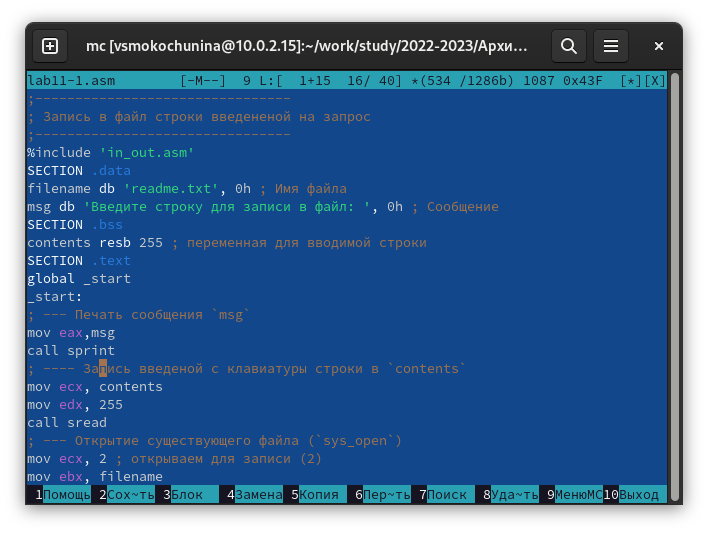 mc [vsmokochunina@10.0.2.15]:~/work/study/2022-2023/Архи…
lab11-1.asm [-M--] 9 L:[ 1+15 16/ 40] *(534 /1286b) 1087 0x43F [*][X]
;--------------------------------
; Запись в файл строки введененой на запрос
;--------------------------------
%include 'in_out.asm'
SECTION .data
filename db 'readme.txt', 0h ; Имя файла
msg db 'Введите строку для записи в файл: ', 0h ; Сообщение
SECTION .bss
contents resb 255 ; переменная для вводимой строки
SECTION .text
global _start
_start:
; --- Печать сообщения `msg`
mov eax,msg
call sprint
; ---- Запись введеной с клавиатуры строки в `contents`
mov ecx, contents
mov edx, 255
call sread
; --- Открытие существующего файла (`sys_open`)
mov ecx, 2 ; открываем для записи (2)
mov ebx, filename
1Помощь 2Сох~ть 3Блок 4Замена 5Копия 6Пер~ть 7Поиск 8Уда~ть 9МенюMC10Выход